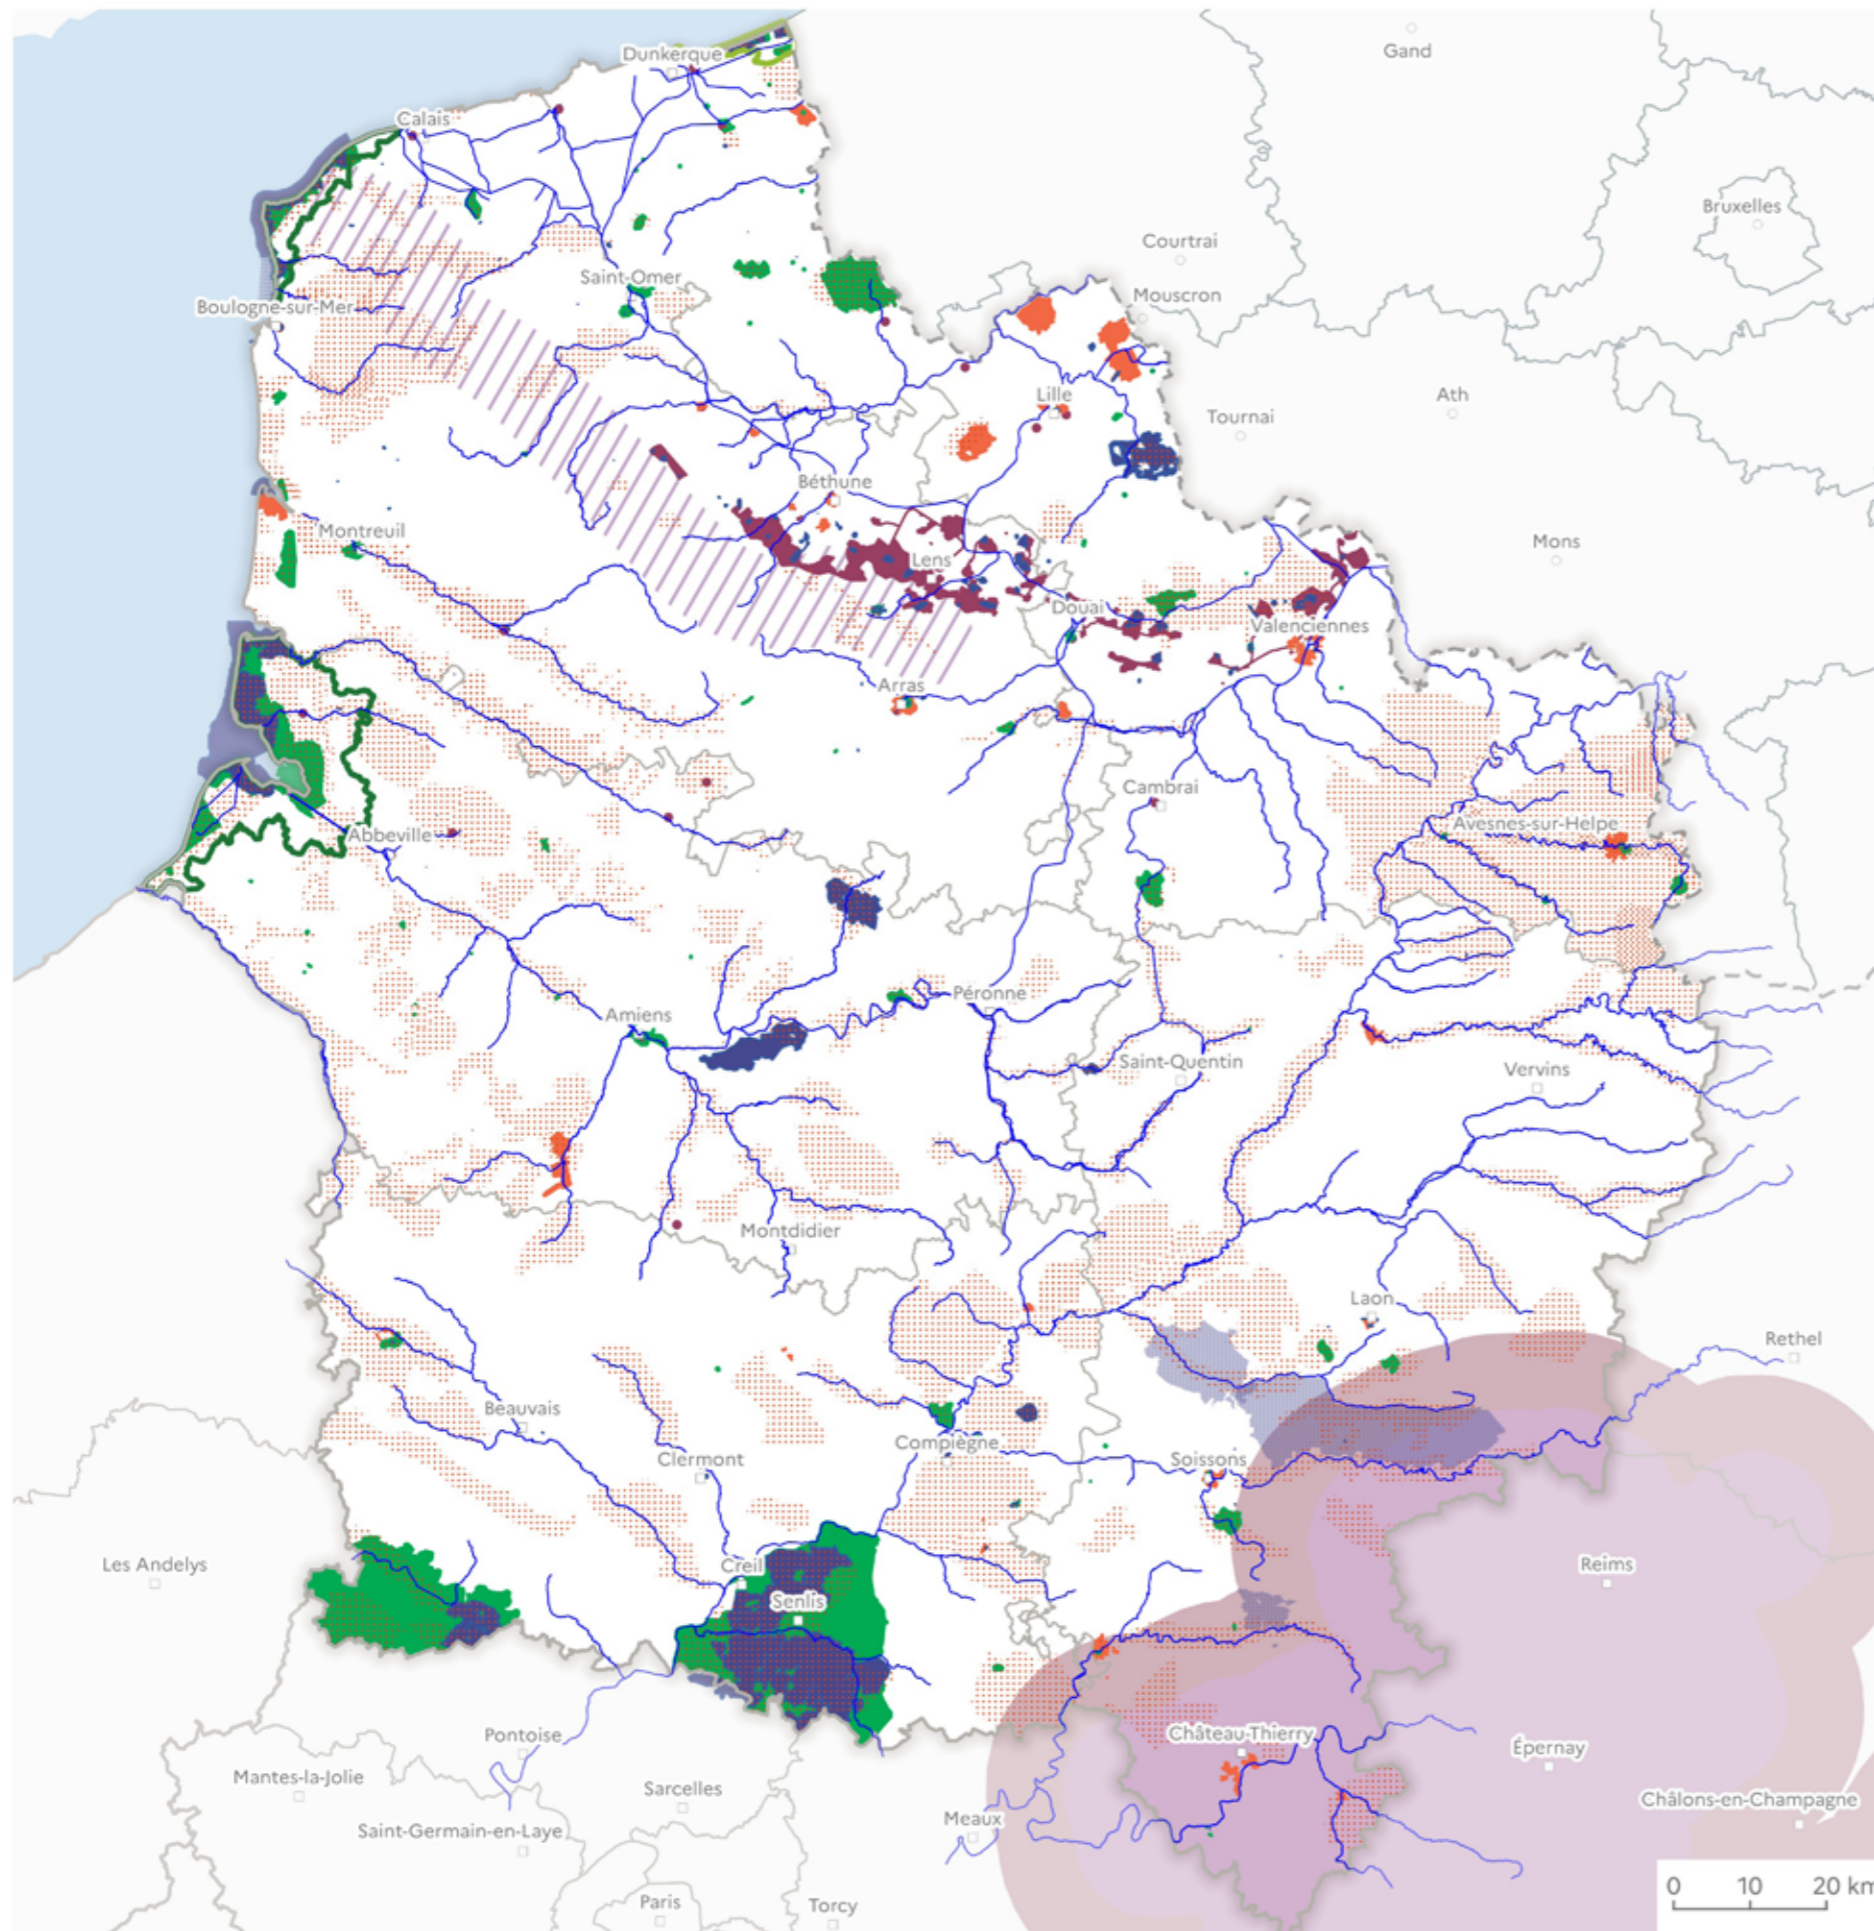 Dunkerque
Gand
Calais
Bruxelles
Courtrai
Saint-Omer
Mouscron
Boulogne-sur-Mer
Lille
Ath
Tournai
Béthune
Montreuil
Mons
Lens
Douai
Valenciennes
Arras
Cambrai
Avesnes-sur-Helpe
Abbeville
Péronne
Amiens
Saint-Quentin
Vervins
Montdidier
Laon
Rethel
Beauvais
Compiègne
Clermont
Soissons
Les Andelys
Creil
Reims
Senlis
Pontoise
Château-Thierry
Épernay
Mantes-la-Jolie
Sarcelles
Châlons-en-Champagne
Meaux
Saint-Germain-en-Laye
Paris
Torcy
0 10 20 km